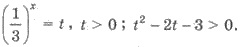 (1/3)^x = t, t > 0; t² − 2t − 3 > 0.